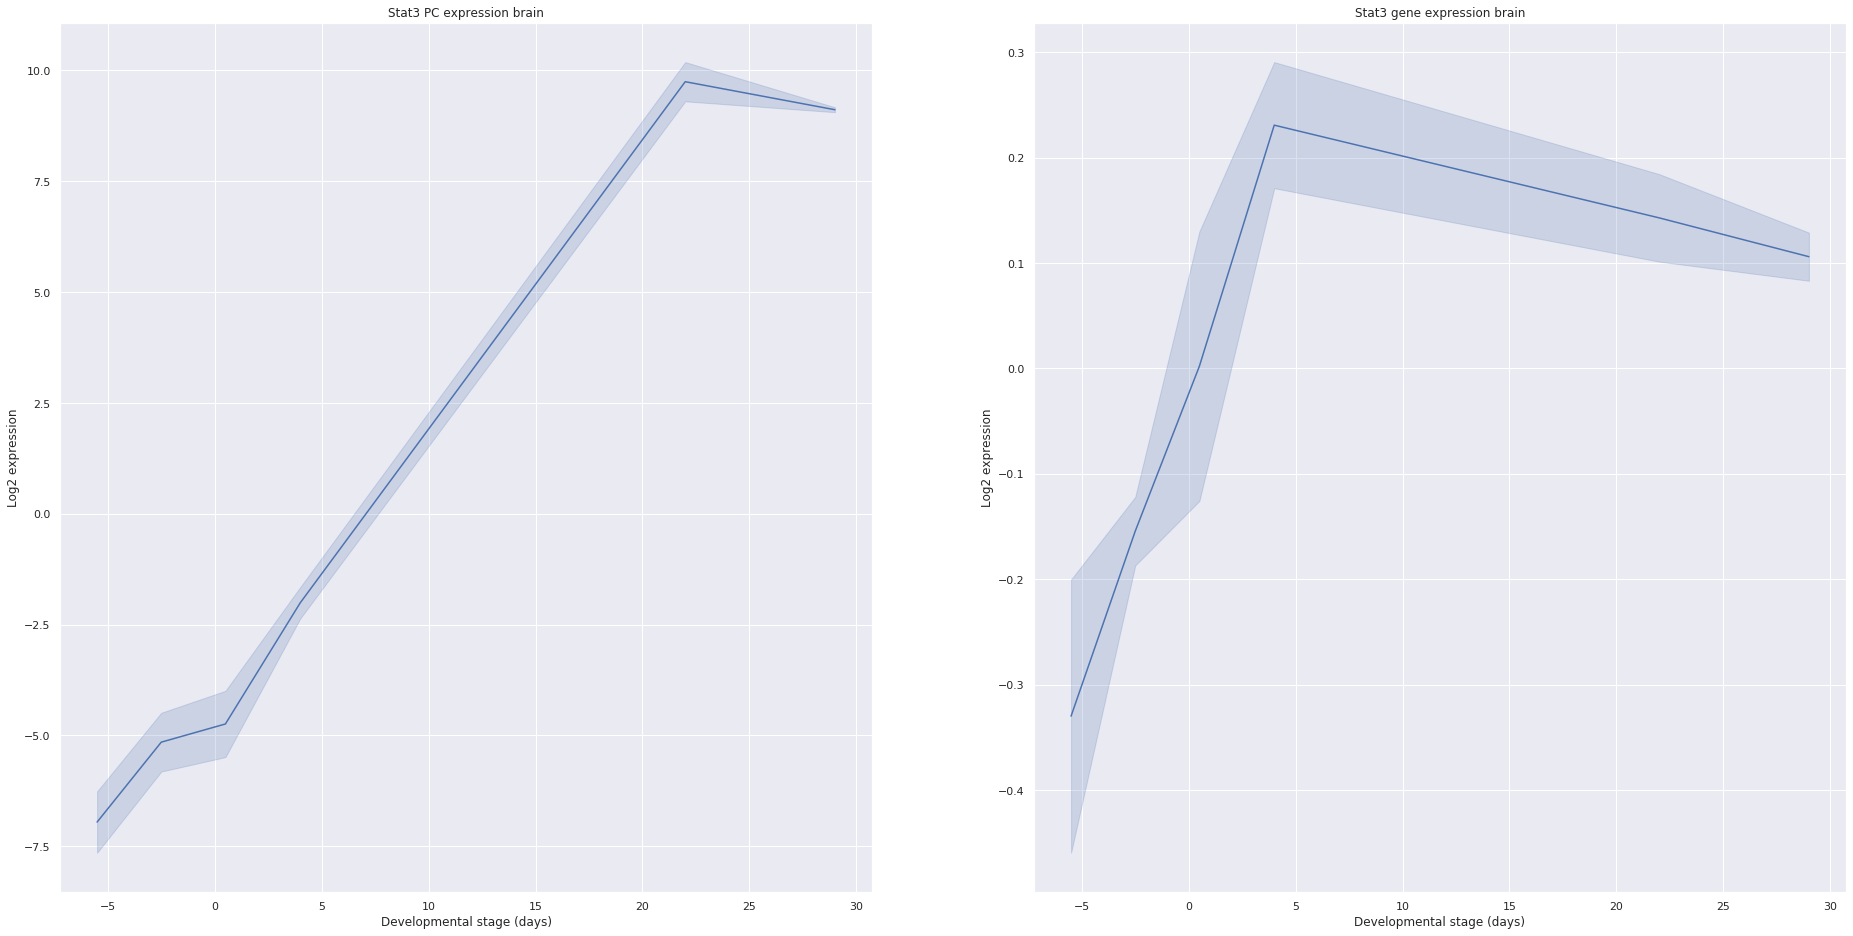 Stat3 PC expression brain
10.0
7.5
5.0
2.5
0.0
−2.5
−5.0
−7.5
Log2 expression
−5 0 5 10 15 20 25 30
Developmental stage (days)
Stat3 gene expression brain
0.3
0.2
0.1
0.0
−0.1
−0.2
−0.3
−0.4
Log2 expression
−5 0 5 10 15 20 25 30
Developmental stage (days)